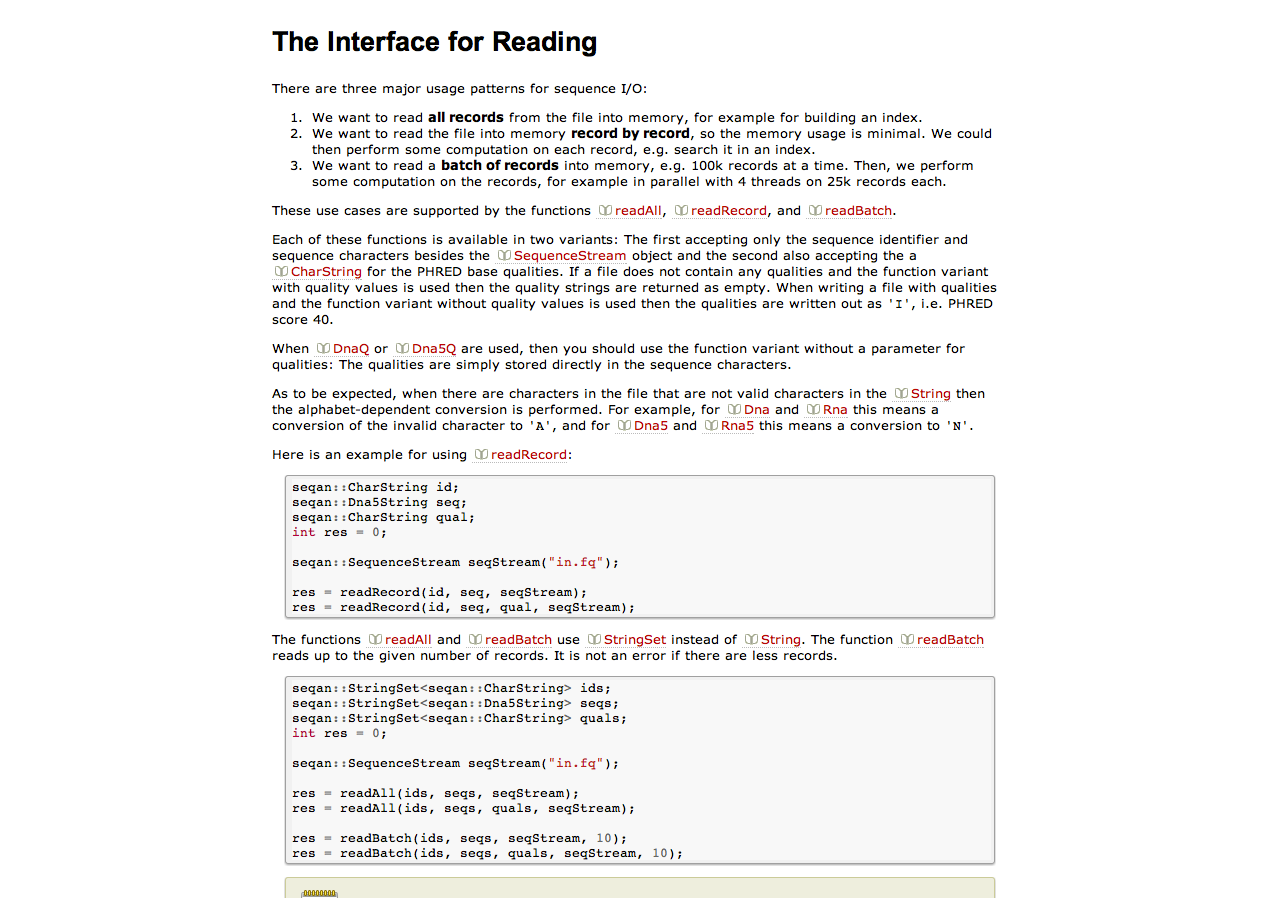 The Interface for Reading
There are three major usage patterns for sequence I/O:
1. We want to read all records from the file into memory, for example for building an index.
2. We want to read the file into memory record by record, so the memory usage is minimal. We could
then perform some computation on each record, e.g. search it in an index.
3. We want to read a batch of records into memory, e.g. 100k records at a time. Then, we perform
some computation on the records, for example in parallel with 4 threads on 25k records each.
These use cases are supported by the functions readAll, readRecord, and readBatch.
Each of these functions is available in two variants: The first accepting only the sequence identifier and
sequence characters besides the SequenceStream object and the second also accepting the a
CharString for the PHRED base qualities. If a file does not contain any qualities and the function variant
with quality values is used then the quality strings are returned as empty. When writing a file with qualities
and the function variant without quality values is used then the qualities are written out as 'I', i.e. PHRED
score 40.
When DnaQ or Dna5Q are used, then you should use the function variant without a parameter for
qualities: The qualities are simply stored directly in the sequence characters.
As to be expected, when there are characters in the file that are not valid characters in the String then
the alphabet-dependent conversion is performed. For example, for Dna and Rna this means a
conversion of the invalid character to 'A', and for Dna5 and Rna5 this means a conversion to 'N'.
Here is an example for using readRecord:
seqan::CharString id;
seqan::Dna5String seq;
seqan::CharString qual;
int res = 0;
seqan::SequenceStream seqStream("in.fq");
res = readRecord(id, seq, seqStream);
res = readRecord(id, seq, qual, seqStream);
The functions readAll and readBatch use StringSet instead of String. The function readBatch
reads up to the given number of records. It is not an error if there are less records.
seqan::StringSet<seqan::CharString> ids;
seqan::StringSet<seqan::Dna5String> seqs;
seqan::StringSet<seqan::CharString> quals;
int res = 0;
seqan::SequenceStream seqStream("in.fq");
res = readAll(ids, seqs, seqStream);
res = readAll(ids, seqs, quals, seqStream);
res = readBatch(ids, seqs, seqStream, 10);
res = readBatch(ids, seqs, quals, seqStream, 10);